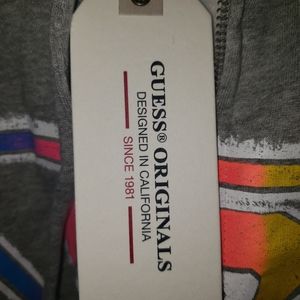 GUESS® ORIGINALS
DESIGNED IN CALIFORNIA
SINCE 1981